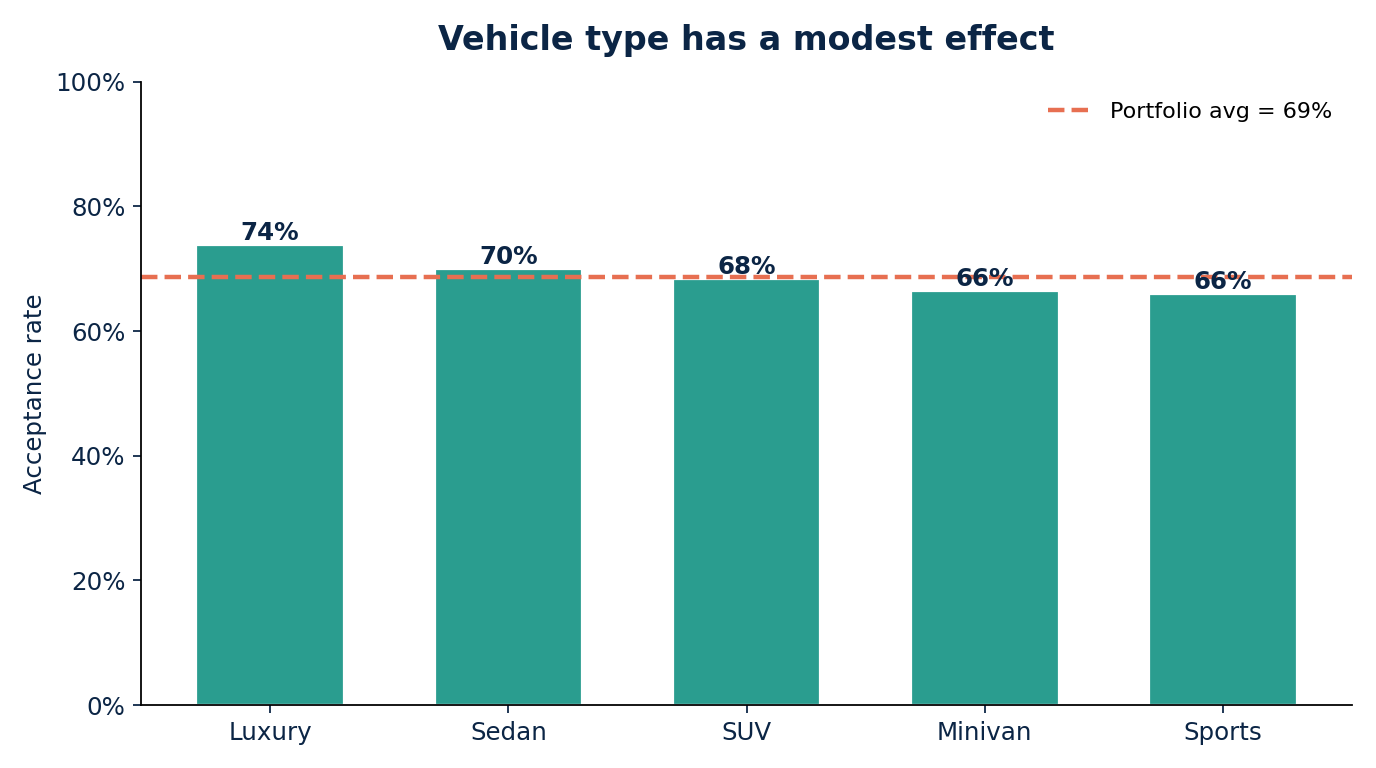 Vehicle type has a modest effect
100%
80%
60%
40%
20%
0%
Acceptance rate
Portfolio avg = 69%
74%
70%
68%
66%
66%
Luxury
Sedan
SUV
Minivan
Sports